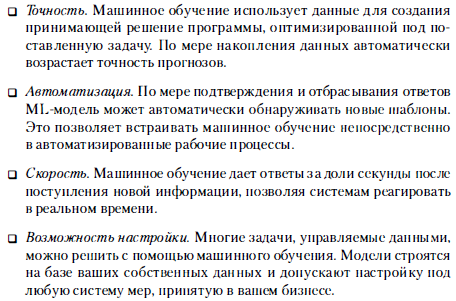 ❑ Точность. Машинное обучение использует данные для создания
принимающей решение программы, оптимизированной под по-
ставленную задачу. По мере накопления данных автоматически
возрастает точность прогнозов.
❑ Автоматизация. По мере подтверждения и отбрасывания ответов
ML-модель может автоматически обнаруживать новые шаблоны.
Это позволяет встраивать машинное обучение непосредственно
в автоматизированные рабочие процессы.
❑ Скорость. Машинное обучение дает ответы за доли секунды после
поступления новой информации, позволяя системам реагировать
в реальном времени.
❑ Возможность настройки. Многие задачи, управляемые данными,
можно решить с помощью машинного обучения. Модели строятся
на базе ваших собственных данных и допускают настройку под
любую систему мер, принятую в вашем бизнесе.